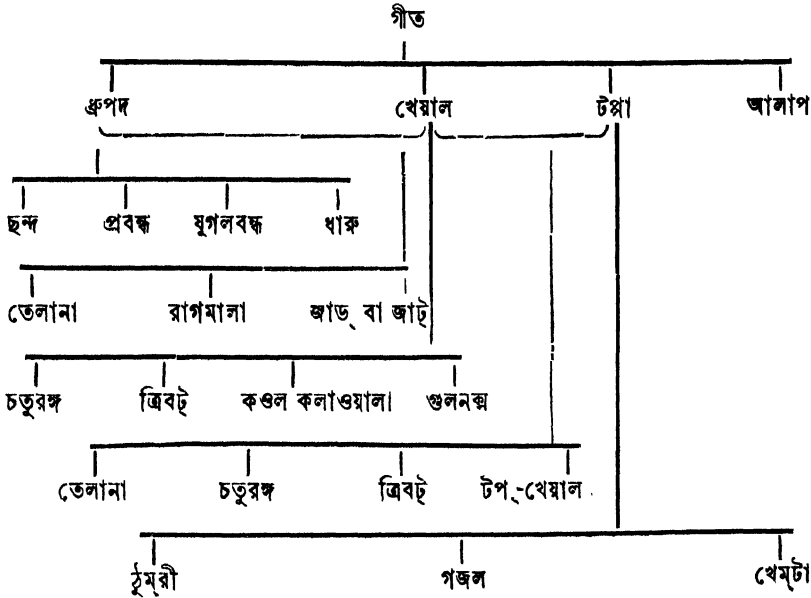 গীত
ধ্রুপদ খেয়াল টপ্পা আলাপ
ছন্দ প্রবন্ধ যুগলবন্ধ ধারু
তেলানা রাগমালা জাড্ বা জাট্
চতুরঙ্গ ত্রিবট্ কওল কলাওয়ালা গুলনক্স
তেলানা চতুরঙ্গ ত্রিবট্ টপ্-খেয়াল
ঠুম্‌রী গজল খেম্‌টা